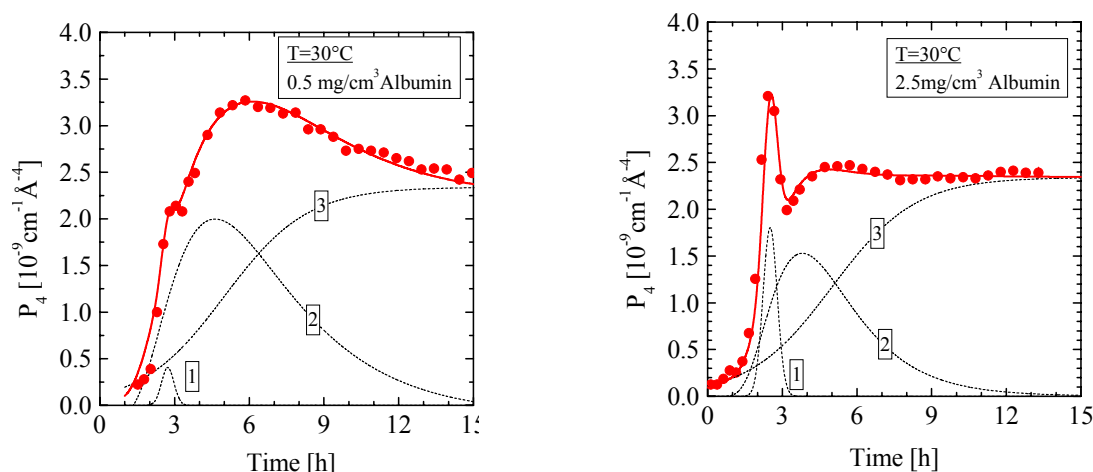 4.0
3.5
3.0
2.5
2.0
1.5
1.0
0.5
0.0
P₄ [10⁻⁹ cm⁻¹ Å⁻⁴]
T=30°C
0.5 mg/cm³ Albumin
3
2
1
0 3 6 9 12 15
Time [h]
4.0
3.5
3.0
2.5
2.0
1.5
1.0
0.5
0.0
P₄ [10⁻⁹ cm⁻¹ Å⁻⁴]
T=30°C
2.5mg/cm³ Albumin
3
2
1
0 3 6 9 12 15
Time [h]